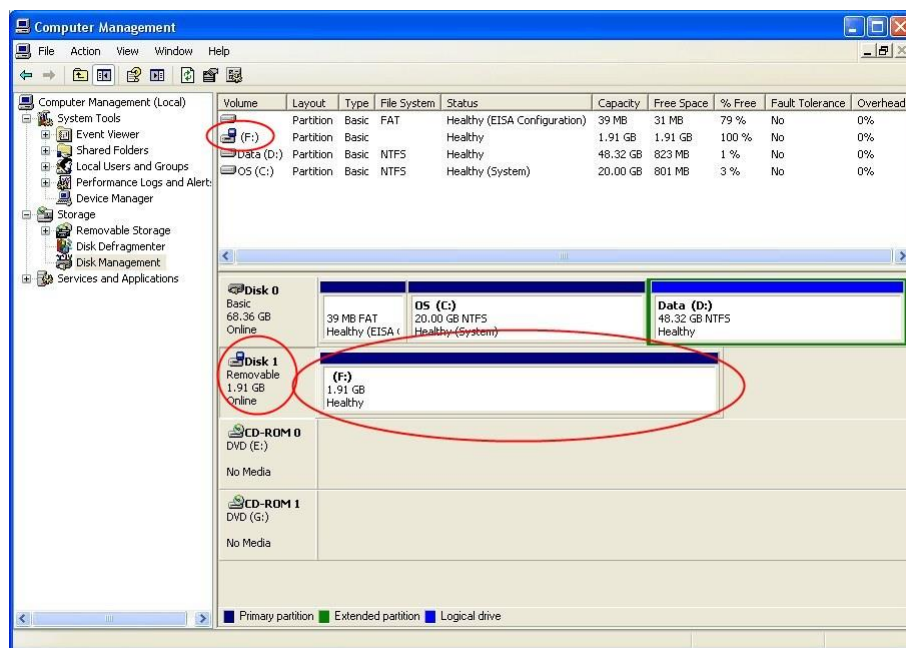 Computer Management
File Action View Window Help
Computer Management (Local)
System Tools
Event Viewer
Shared Folders
Local Users and Groups
Performance Logs and Alert
Device Manager
Storage
Removable Storage
Disk Defragmenter
Disk Management
Services and Applications
Volume Layout Type File System Status Capacity Free Space % Free Fault Tolerance Overhead
Partition Basic FAT Healthy (EISA Configuration) 39 MB 31 MB 79 % No 0%
(F:) Partition Basic Healthy 1.91 GB 1.91 GB 100 % No 0%
Data (D:) Partition Basic NTFS Healthy 48.32 GB 823 MB 1 % No 0%
OS (C:) Partition Basic NTFS Healthy (System) 20.00 GB 801 MB 3 % No 0%
Disk 0
Basic
68.36 GB
Online
39 MB FAT
Healthy (EISA (
OS (C:)
20.00 GB NTFS
Healthy (System)
Data (D:)
48.32 GB NTFS
Healthy
Disk 1
Removable
1.91 GB
Online
(F:)
1.91 GB
Healthy
CD-ROM 0
DVD (E:)
No Media
CD-ROM 1
DVD (G:)
No Media
Primary partition Extended partition Logical drive